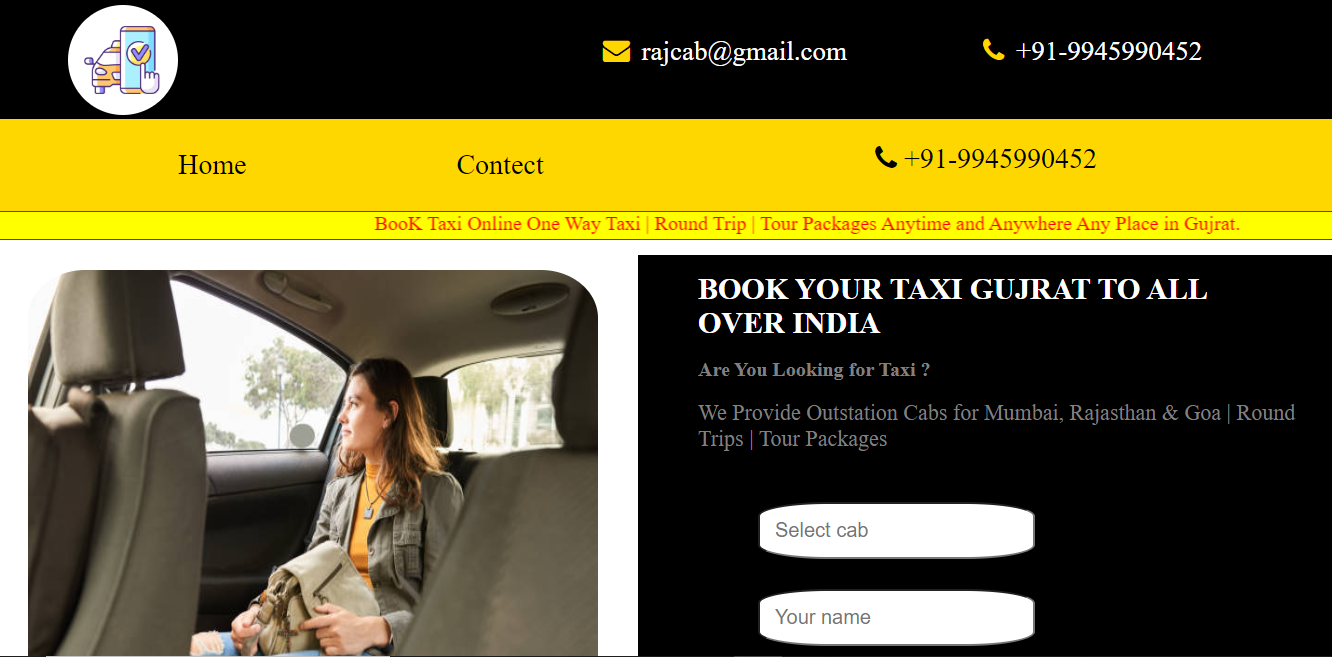 rajcab@gmail.com
+91-9945990452
Home
Contect
+91-9945990452
BooK Taxi Online One Way Taxi | Round Trip | Tour Packages Anytime and Anywhere Any Place in Gujrat.
BOOK YOUR TAXI GUJRAT TO ALL
OVER INDIA
Are You Looking for Taxi ?
We Provide Outstation Cabs for Mumbai, Rajasthan & Goa | Round
Trips | Tour Packages
Select cab
Your name